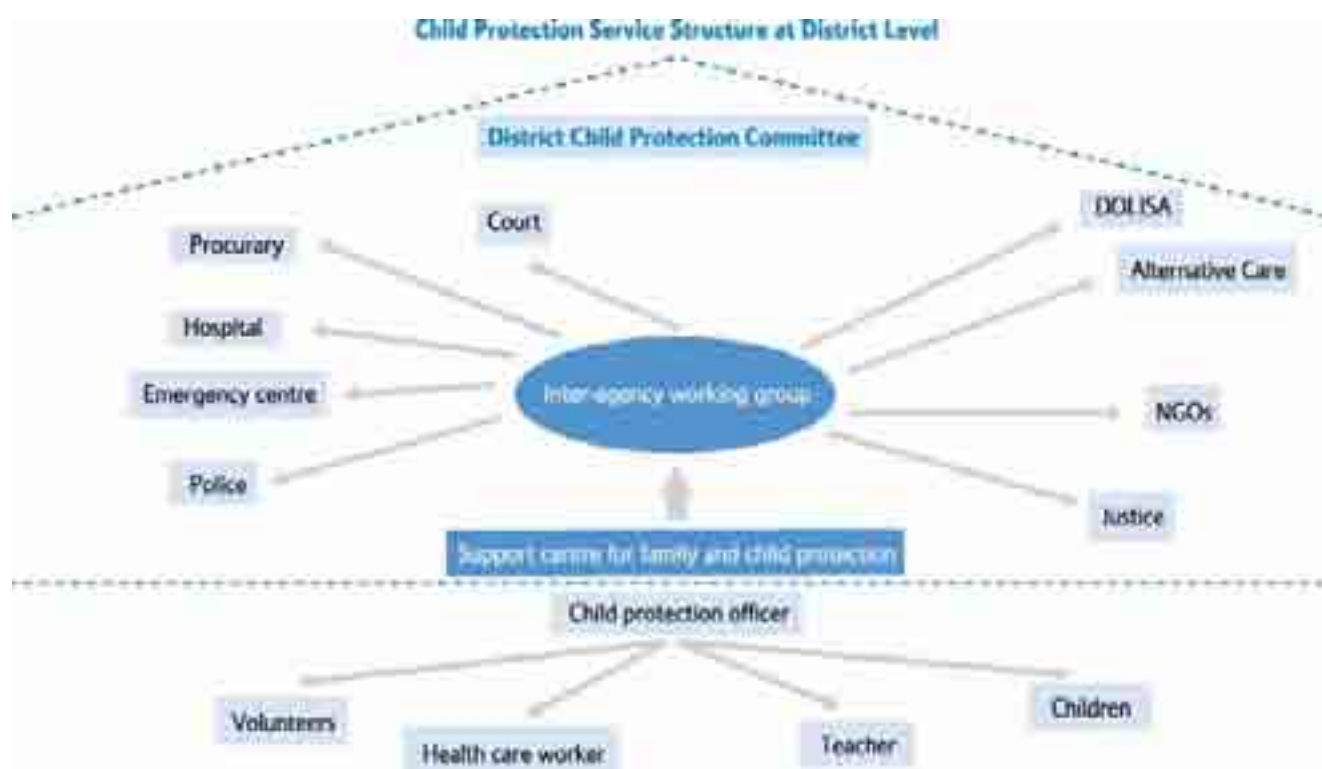 Child Protection Service Structure at District Level
District Child Protection Committee
Court
DOLISA
Procurary
Alternative Care
Hospital
Emergency centre
Inter-agency working group
NGOs
Police
Justice
Support centre for family and child protection
Child protection officer
Volunteers
Children
Health care worker
Teacher